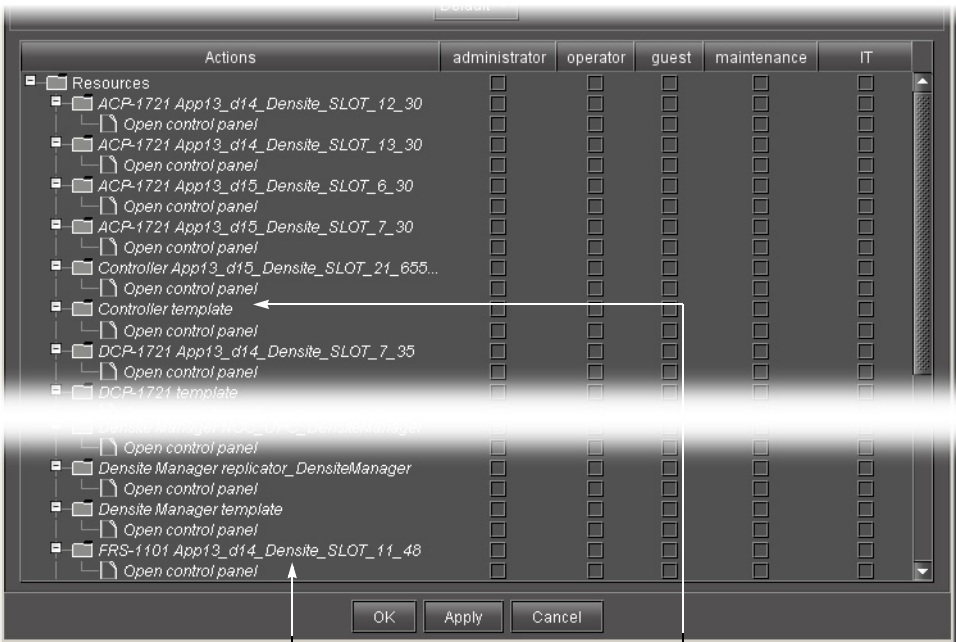 Default
Actions administrator operator guest maintenance IT
Resources
ACP-1721 App13_d14_Densite_SLOT_12_30
Open control panel
ACP-1721 App13_d14_Densite_SLOT_13_30
Open control panel
ACP-1721 App13_d15_Densite_SLOT_6_30
Open control panel
ACP-1721 App13_d15_Densite_SLOT_7_30
Open control panel
Controller App13_d15_Densite_SLOT_21_655...
Open control panel
Controller template
Open control panel
DCP-1721 App13_d14_Densite_SLOT_7_35
Open control panel
DCP-1721 template
Densite Manager
Open control panel
Densite Manager replicator_DensiteManager
Open control panel
Densite Manager template
Open control panel
FRS-1101 App13_d14_Densite_SLOT_11_48
Open control panel
OK Apply Cancel